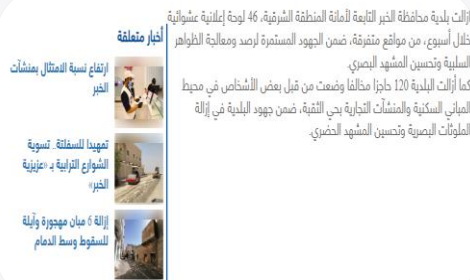 ازالت بلدية محافظة الخبر التابعة لأمانة المنطقة الشرقية، 46 لوحة إعلانية عشوائية
خلال أسبوع، من مواقع متفرقة، ضمن الجهود المستمرة لرصد ومعالجة الظواهر
السلبية وتحسين المشهد البصري.
كما أزالت البلدية 120 حاجزا مخالفا وضعت من قبل بعض الأشخاص في محيط
المباني السكنية والمنشآت التجارية بحي الثقبة، ضمن جهود البلدية في إزالة
الملوثات البصرية وتحسين المشهد الحضري.
أخبار متعلقة
ارتفاع نسبة الامتثال بمنشآت
الخبر
تمهيدا للسفلتة.. تسوية
الشوارع الترابية بـ «عزيزية
الخبر»
إزالة 6 مبان مهجورة وآيلة
للسقوط وسط الدمام